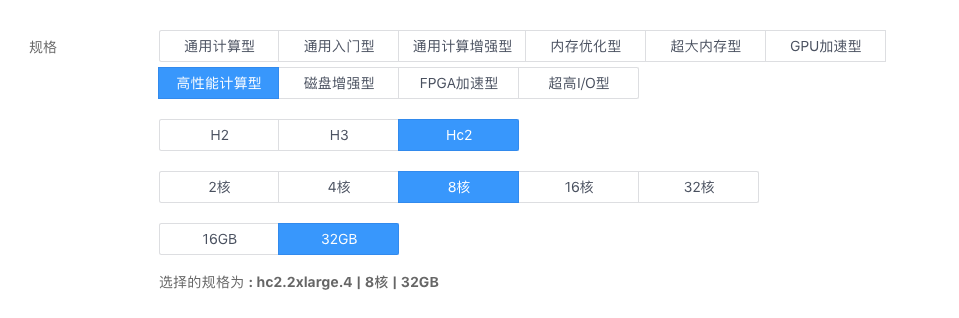 规格
通用计算型 通用入门型 通用计算增强型 内存优化型 超大内存型 GPU加速型
高性能计算型 磁盘增强型 FPGA加速型 超高I/O型
H2 H3 Hc2
2核 4核 8核 16核 32核
16GB 32GB
选择的规格为 : hc2.2xlarge.4 | 8核 | 32GB